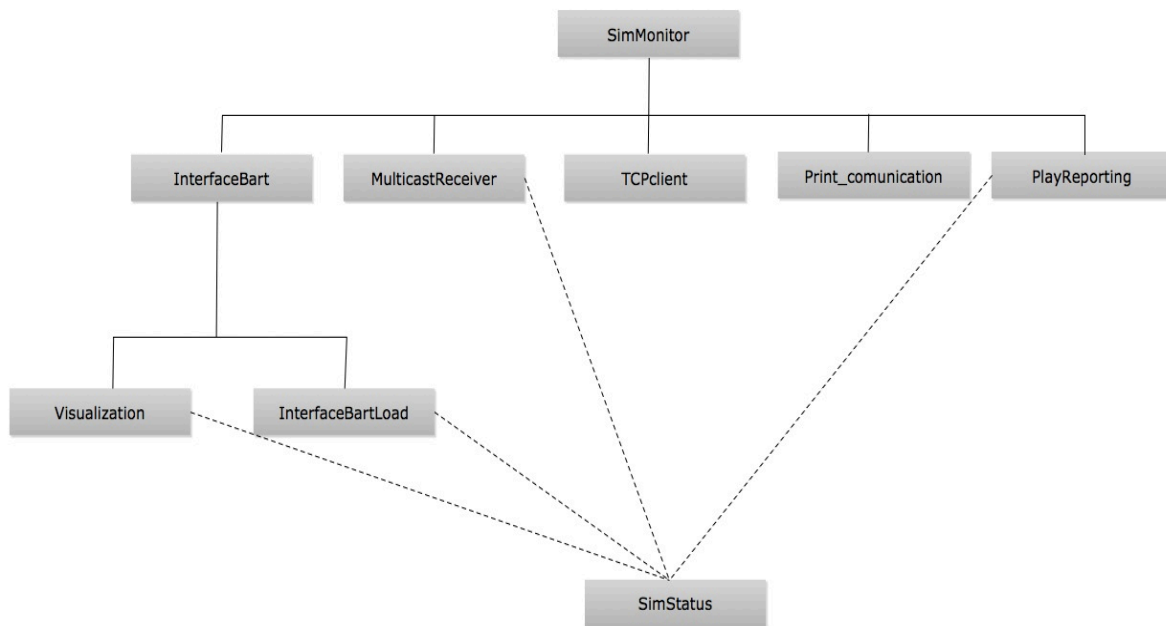 SimMonitor
InterfaceBart
MulticastReceiver
TCPclient
Print_comunication
PlayReporting
Visualization
InterfaceBartLoad
SimStatus